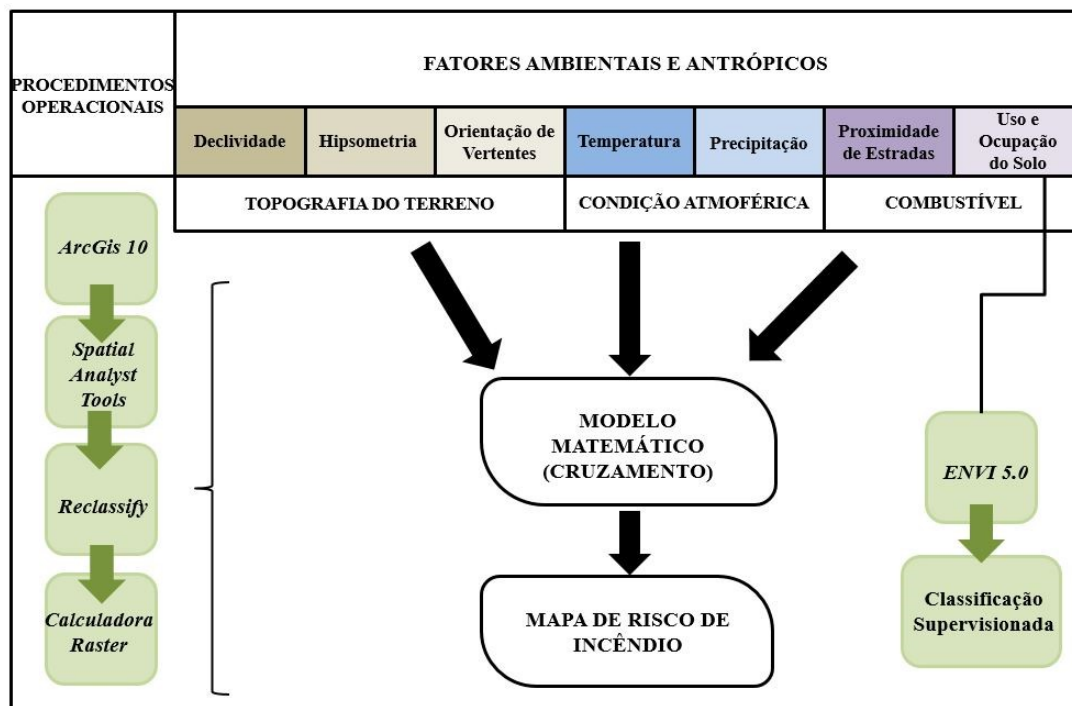 PROCEDIMENTOS
OPERACIONAIS
FATORES AMBIENTAIS E ANTRÓPICOS
Declividade
Hipsometria
Orientação de
Vertentes
Temperatura
Precipitação
Proximidade
de Estradas
Uso e
Ocupação
do Solo
TOPOGRAFIA DO TERRENO
CONDIÇÃO ATMOFÉRICA
COMBUSTÍVEL
ArcGis 10
Spatial
Analyst
Tools
Reclassify
Calculadora
Raster
MODELO
MATEMÁTICO
(CRUZAMENTO)
MAPA DE RISCO DE
INCÊNDIO
ENVI 5.0
Classificação
Supervisionada